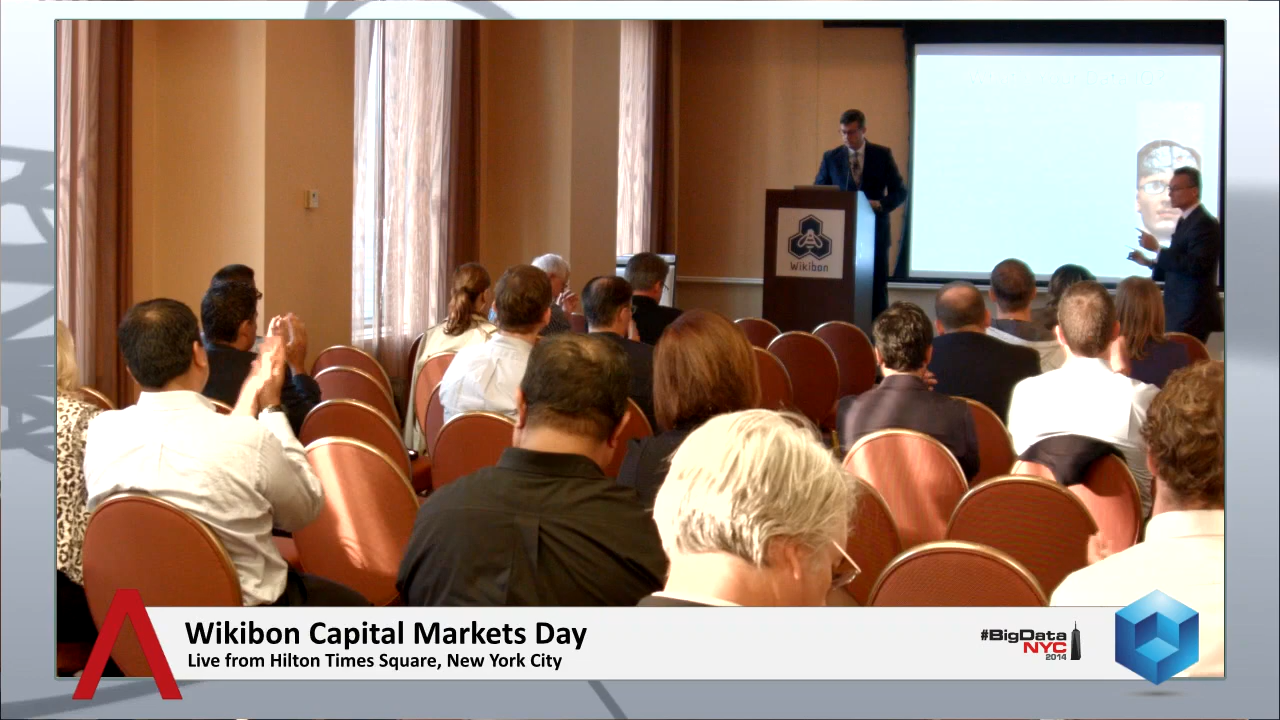 Wikibon
Wikibon Capital Markets Day
Live from Hilton Times Square, New York City
#BigData
NYC
2014